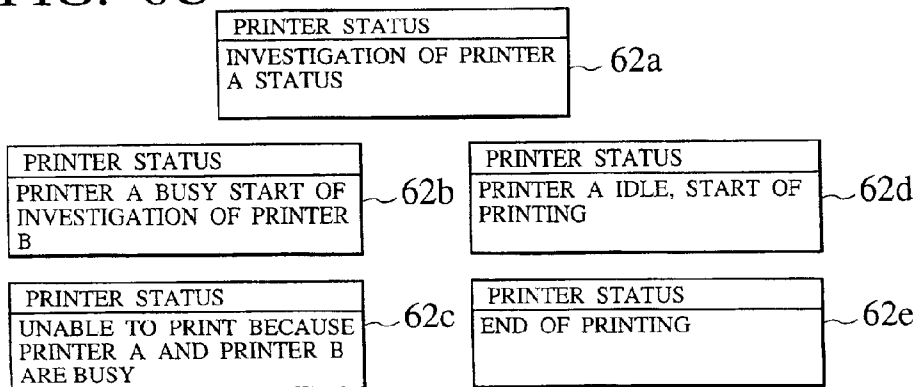 PRINTER STATUS
INVESTIGATION OF PRINTER
A STATUS
62a
PRINTER STATUS
PRINTER A BUSY START OF
INVESTIGATION OF PRINTER
B
62b
PRINTER STATUS
PRINTER A IDLE, START OF
PRINTING
62d
PRINTER STATUS
UNABLE TO PRINT BECAUSE
PRINTER A AND PRINTER B
ARE BUSY
62c
PRINTER STATUS
END OF PRINTING
62e